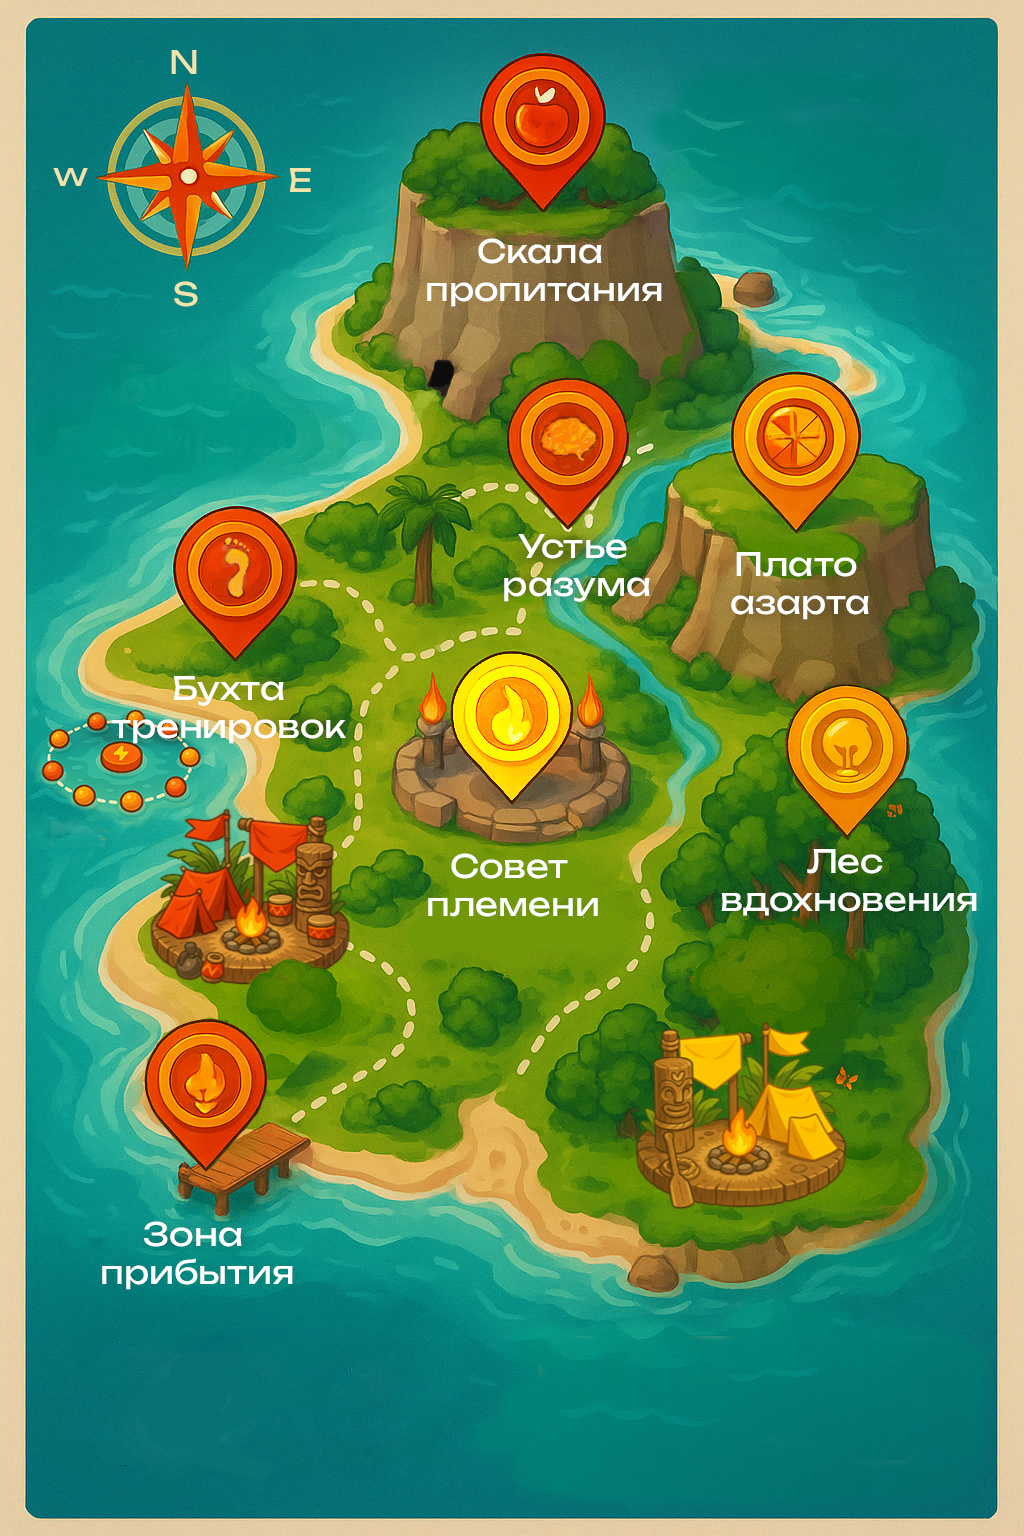 N
W
E
S
Скала
пропитания
Устье
разума
Плато
азарта
Бухта
тренировок
Совет
племени
Лес
вдохновения
Зона
прибытия